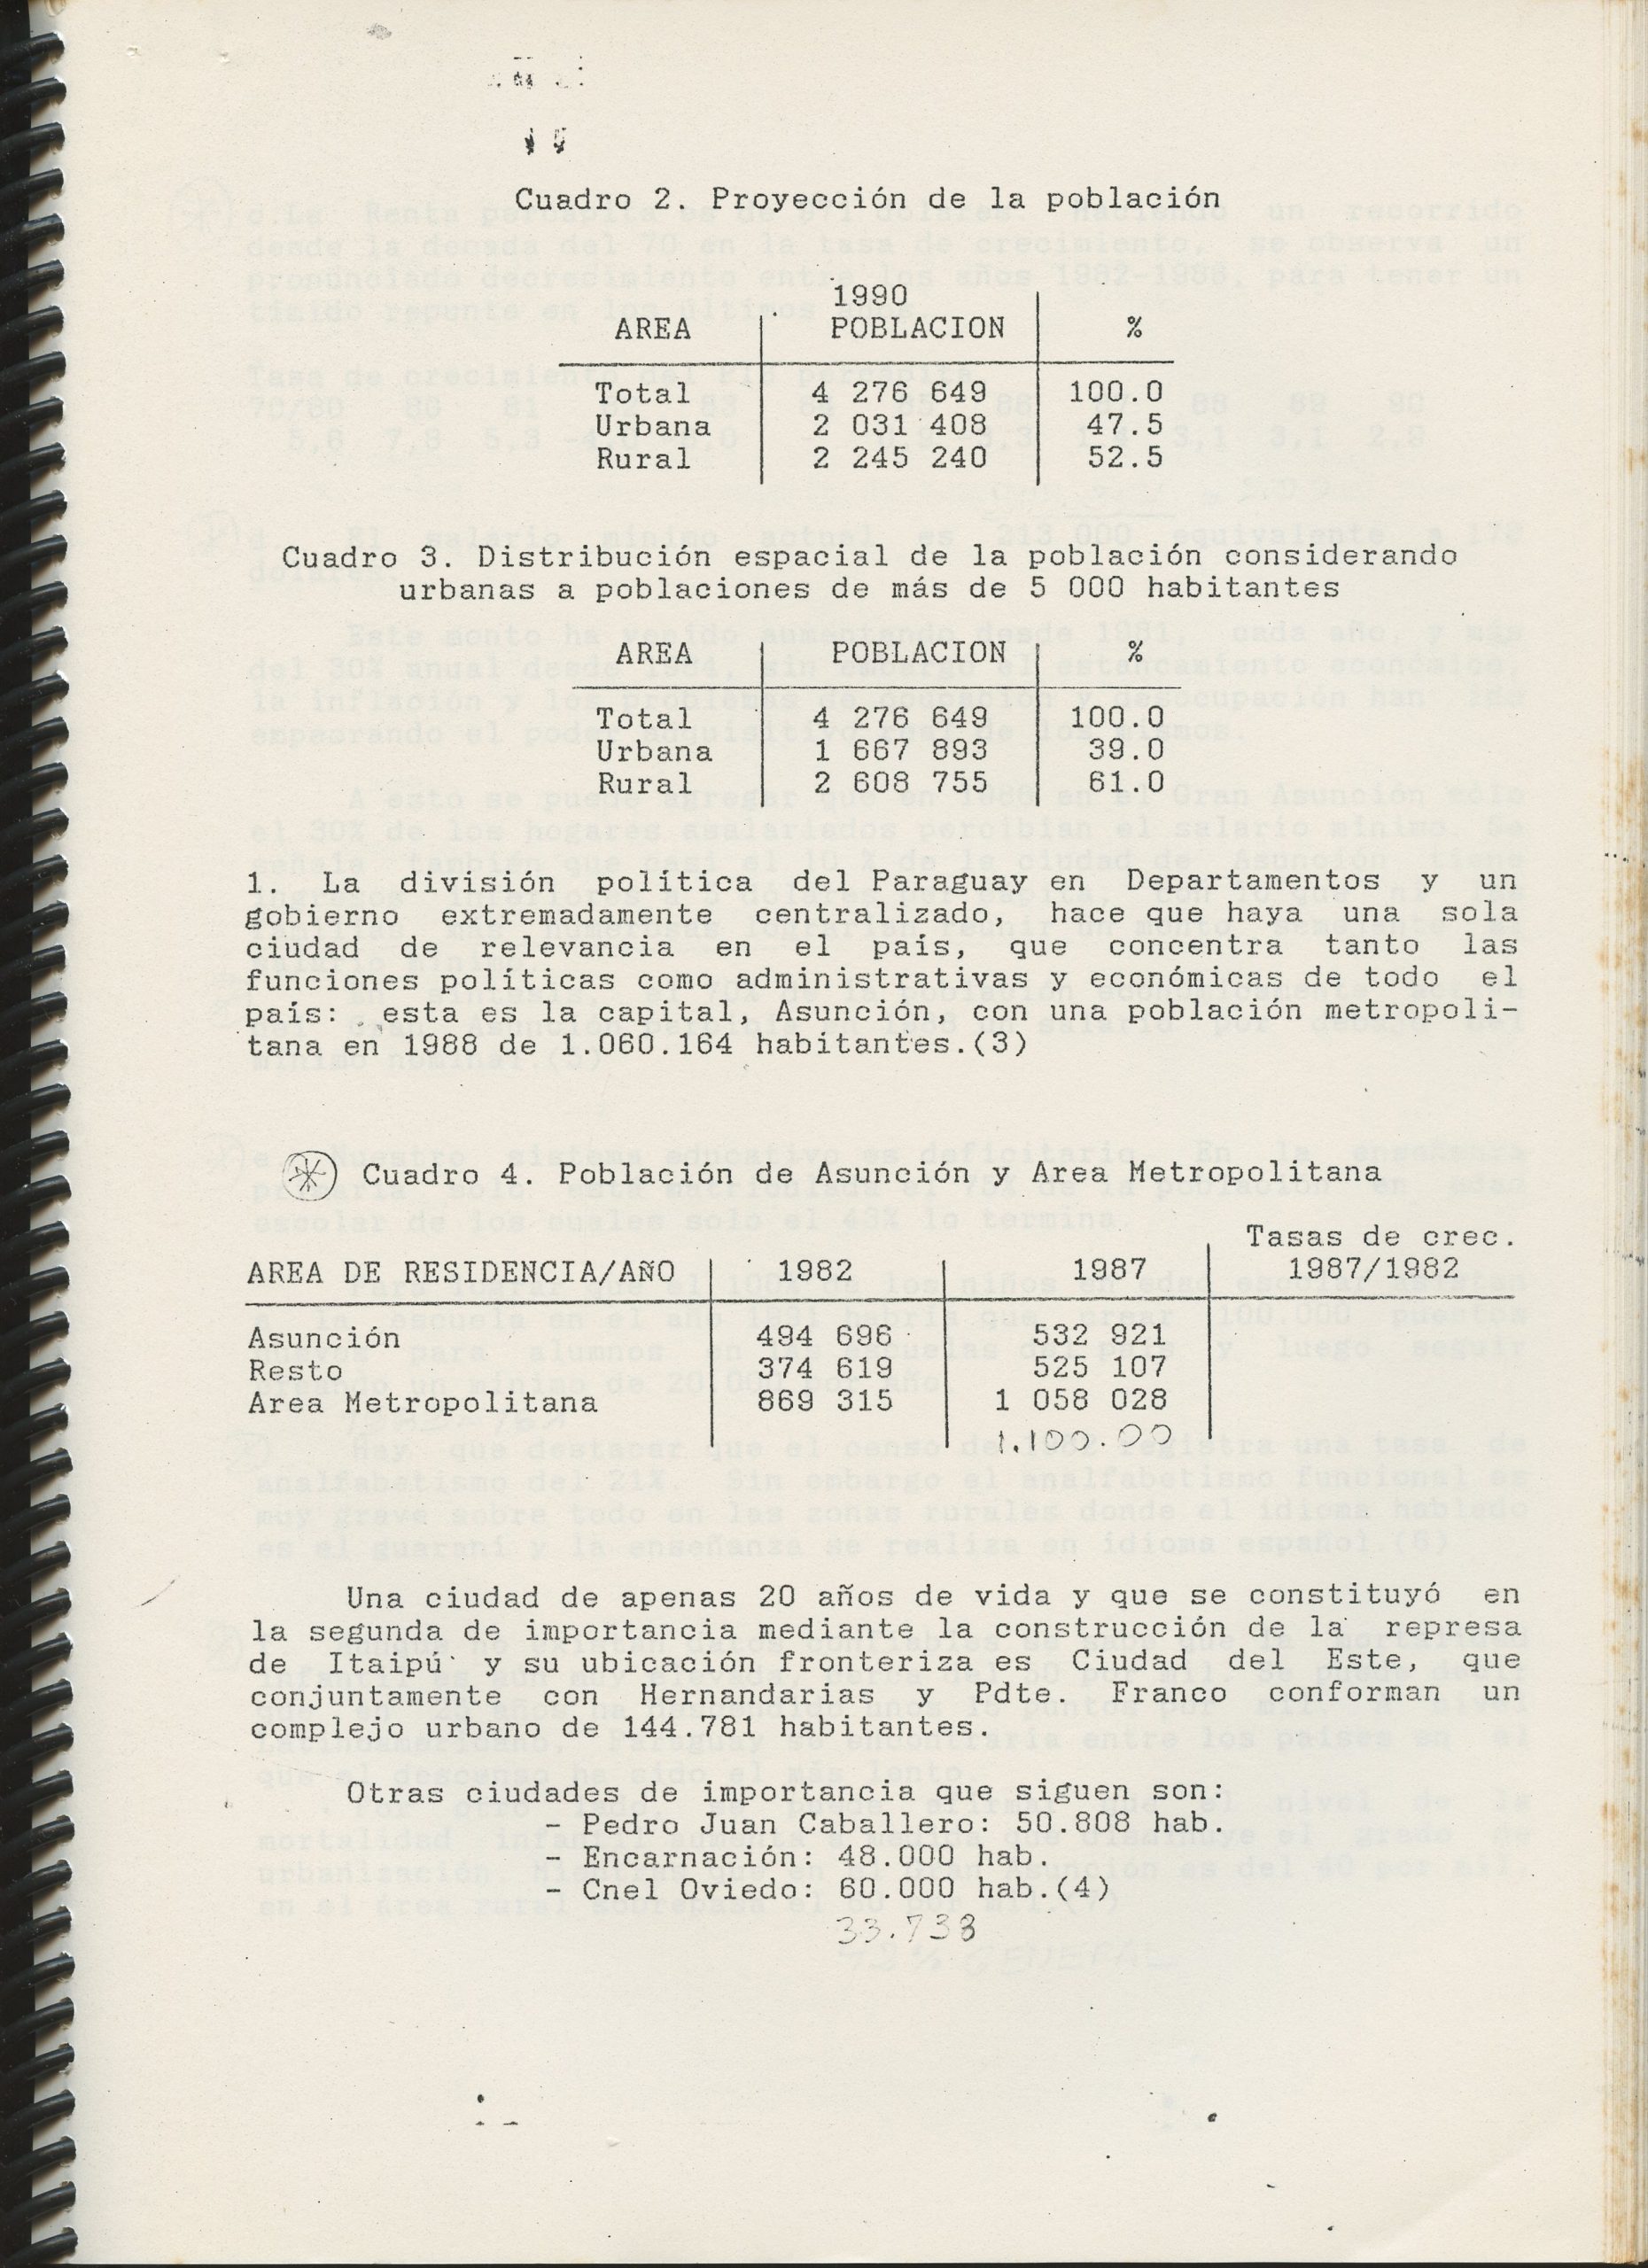 Cuadro 2. Proyección de la población
1990
AREA POBLACION %
Total 4 276 649 100.0
Urbana 2 031 408 47.5
Rural 2 245 240 52.5
Cuadro 3. Distribución espacial de la población considerando
urbanas a poblaciones de más de 5 000 habitantes
AREA POBLACION %
Total 4 276 649 100.0
Urbana 1 667 893 39.0
Rural 2 608 755 61.0
1. La división política del Paraguay en Departamentos y un
gobierno extremadamente centralizado, hace que haya una sola
ciudad de relevancia en el país, que concentra tanto las
funciones políticas como administrativas y económicas de todo el
país: esta es la capital, Asunción, con una población metropoli-
tana en 1988 de 1.060.164 habitantes.(3)
Cuadro 4. Población de Asunción y Area Metropolitana
Tasas de crec.
AREA DE RESIDENCIA/AÑO 1982 1987 1987/1982
Asunción 494 696 532 921
Resto 374 619 525 107
Area Metropolitana 869 315 1 058 028
1.100.00
Una ciudad de apenas 20 años de vida y que se constituyó en
la segunda de importancia mediante la construcción de la represa
de Itaipú y su ubicación fronteriza es Ciudad del Este, que
conjuntamente con Hernandarias y Pdte. Franco conforman un
complejo urbano de 144.781 habitantes.
Otras ciudades de importancia que siguen son:
- Pedro Juan Caballero: 50.808 hab.
- Encarnación: 48.000 hab.
- Cnel Oviedo: 60.000 hab.(4)
33.738